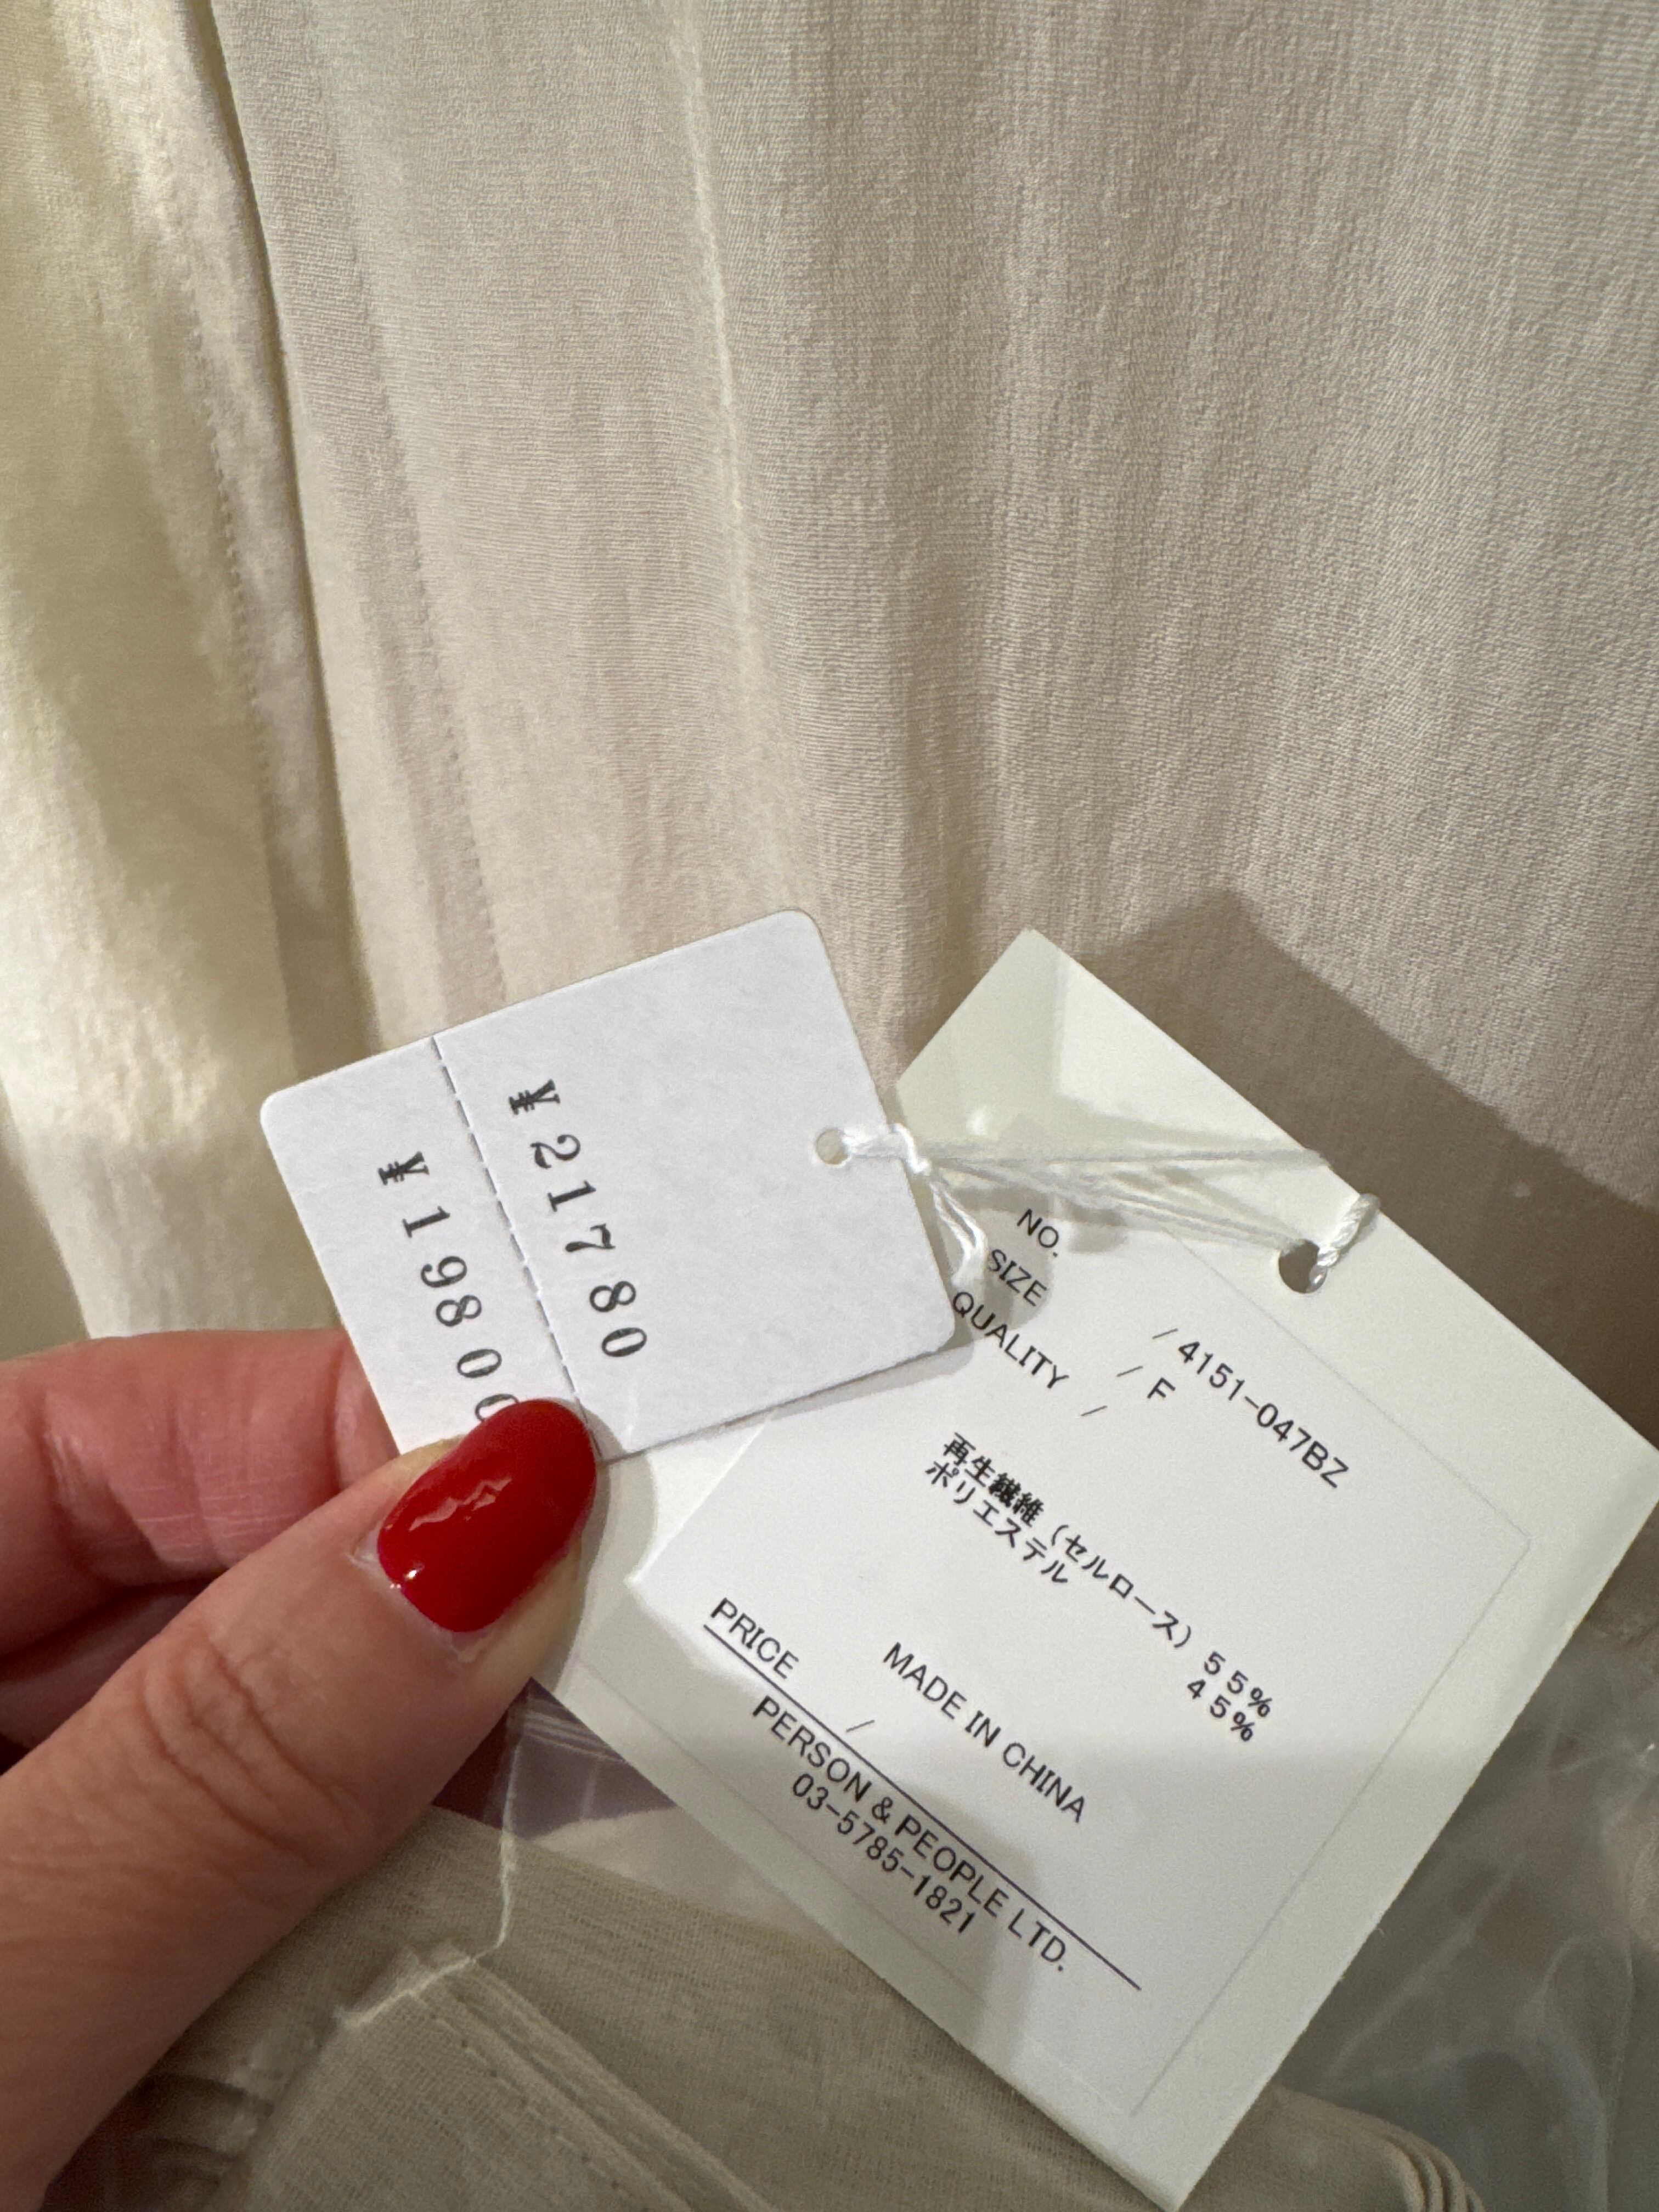 ¥21780
¥19800
NO. / 4151-047BZ
SIZE / F
QUALITY /
再生繊維（セルロース）５５％
ポリエステル ４５％
MADE IN CHINA
PRICE /
PERSON & PEOPLE LTD.
03-5785-1821